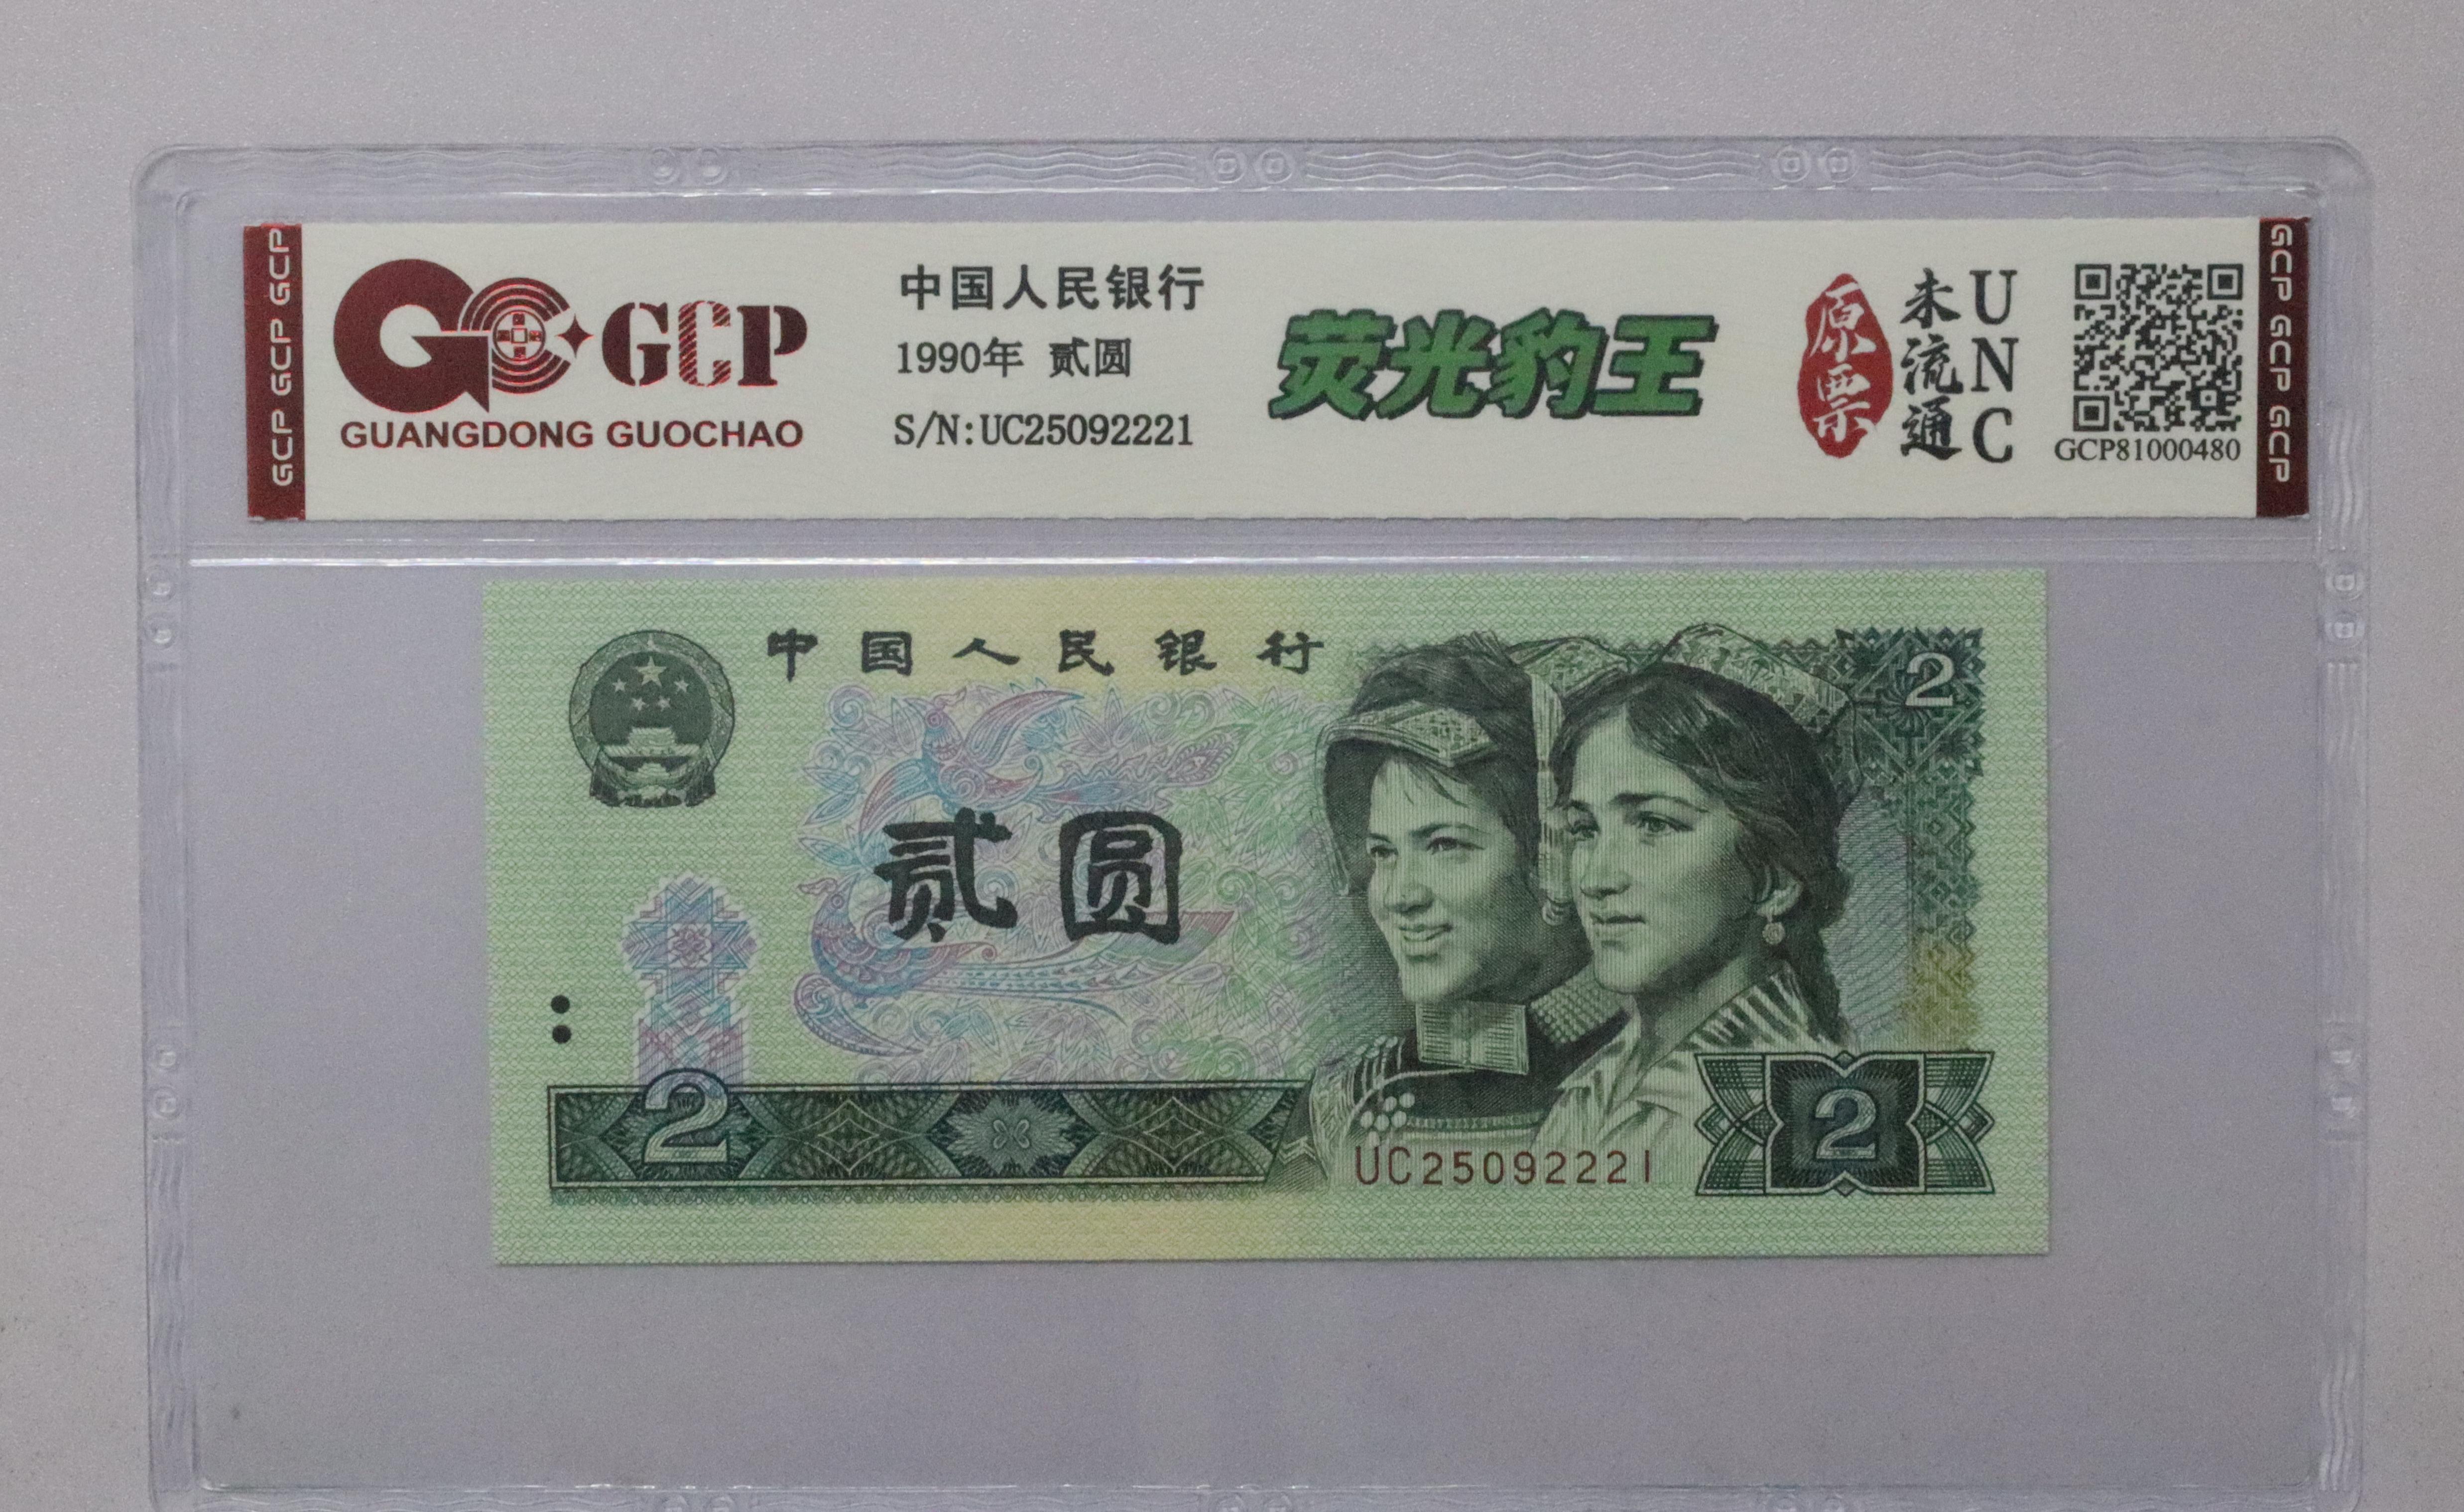 GCP GCP GCP
GCP
GUANGDONG GUOCHAO
中国人民银行
1990年 贰圆
S/N:UC25092221
荧光豹王
原票
未流通
UNC
GCP81000480
GCP GCP GCP
中国人民银行
2
贰圆
2
UC25092221
2